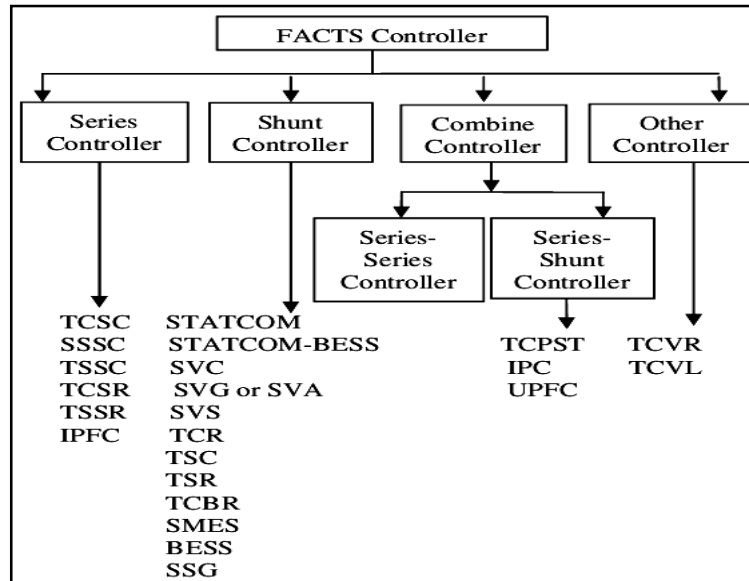 FACTS Controller
Series
Controller
Shunt
Controller
Combine
Controller
Other
Controller
Series-
Series
Controller
Series-
Shunt
Controller
TCSC
SSSC
TSSC
TCSR
TSSR
IPFC
STATCOM
STATCOM-BESS
SVC
SVG or SVA
SVS
TCR
TSC
TSR
TCBR
SMES
BESS
SSG
TCPST
IPC
UPFC
TCVR
TCVL